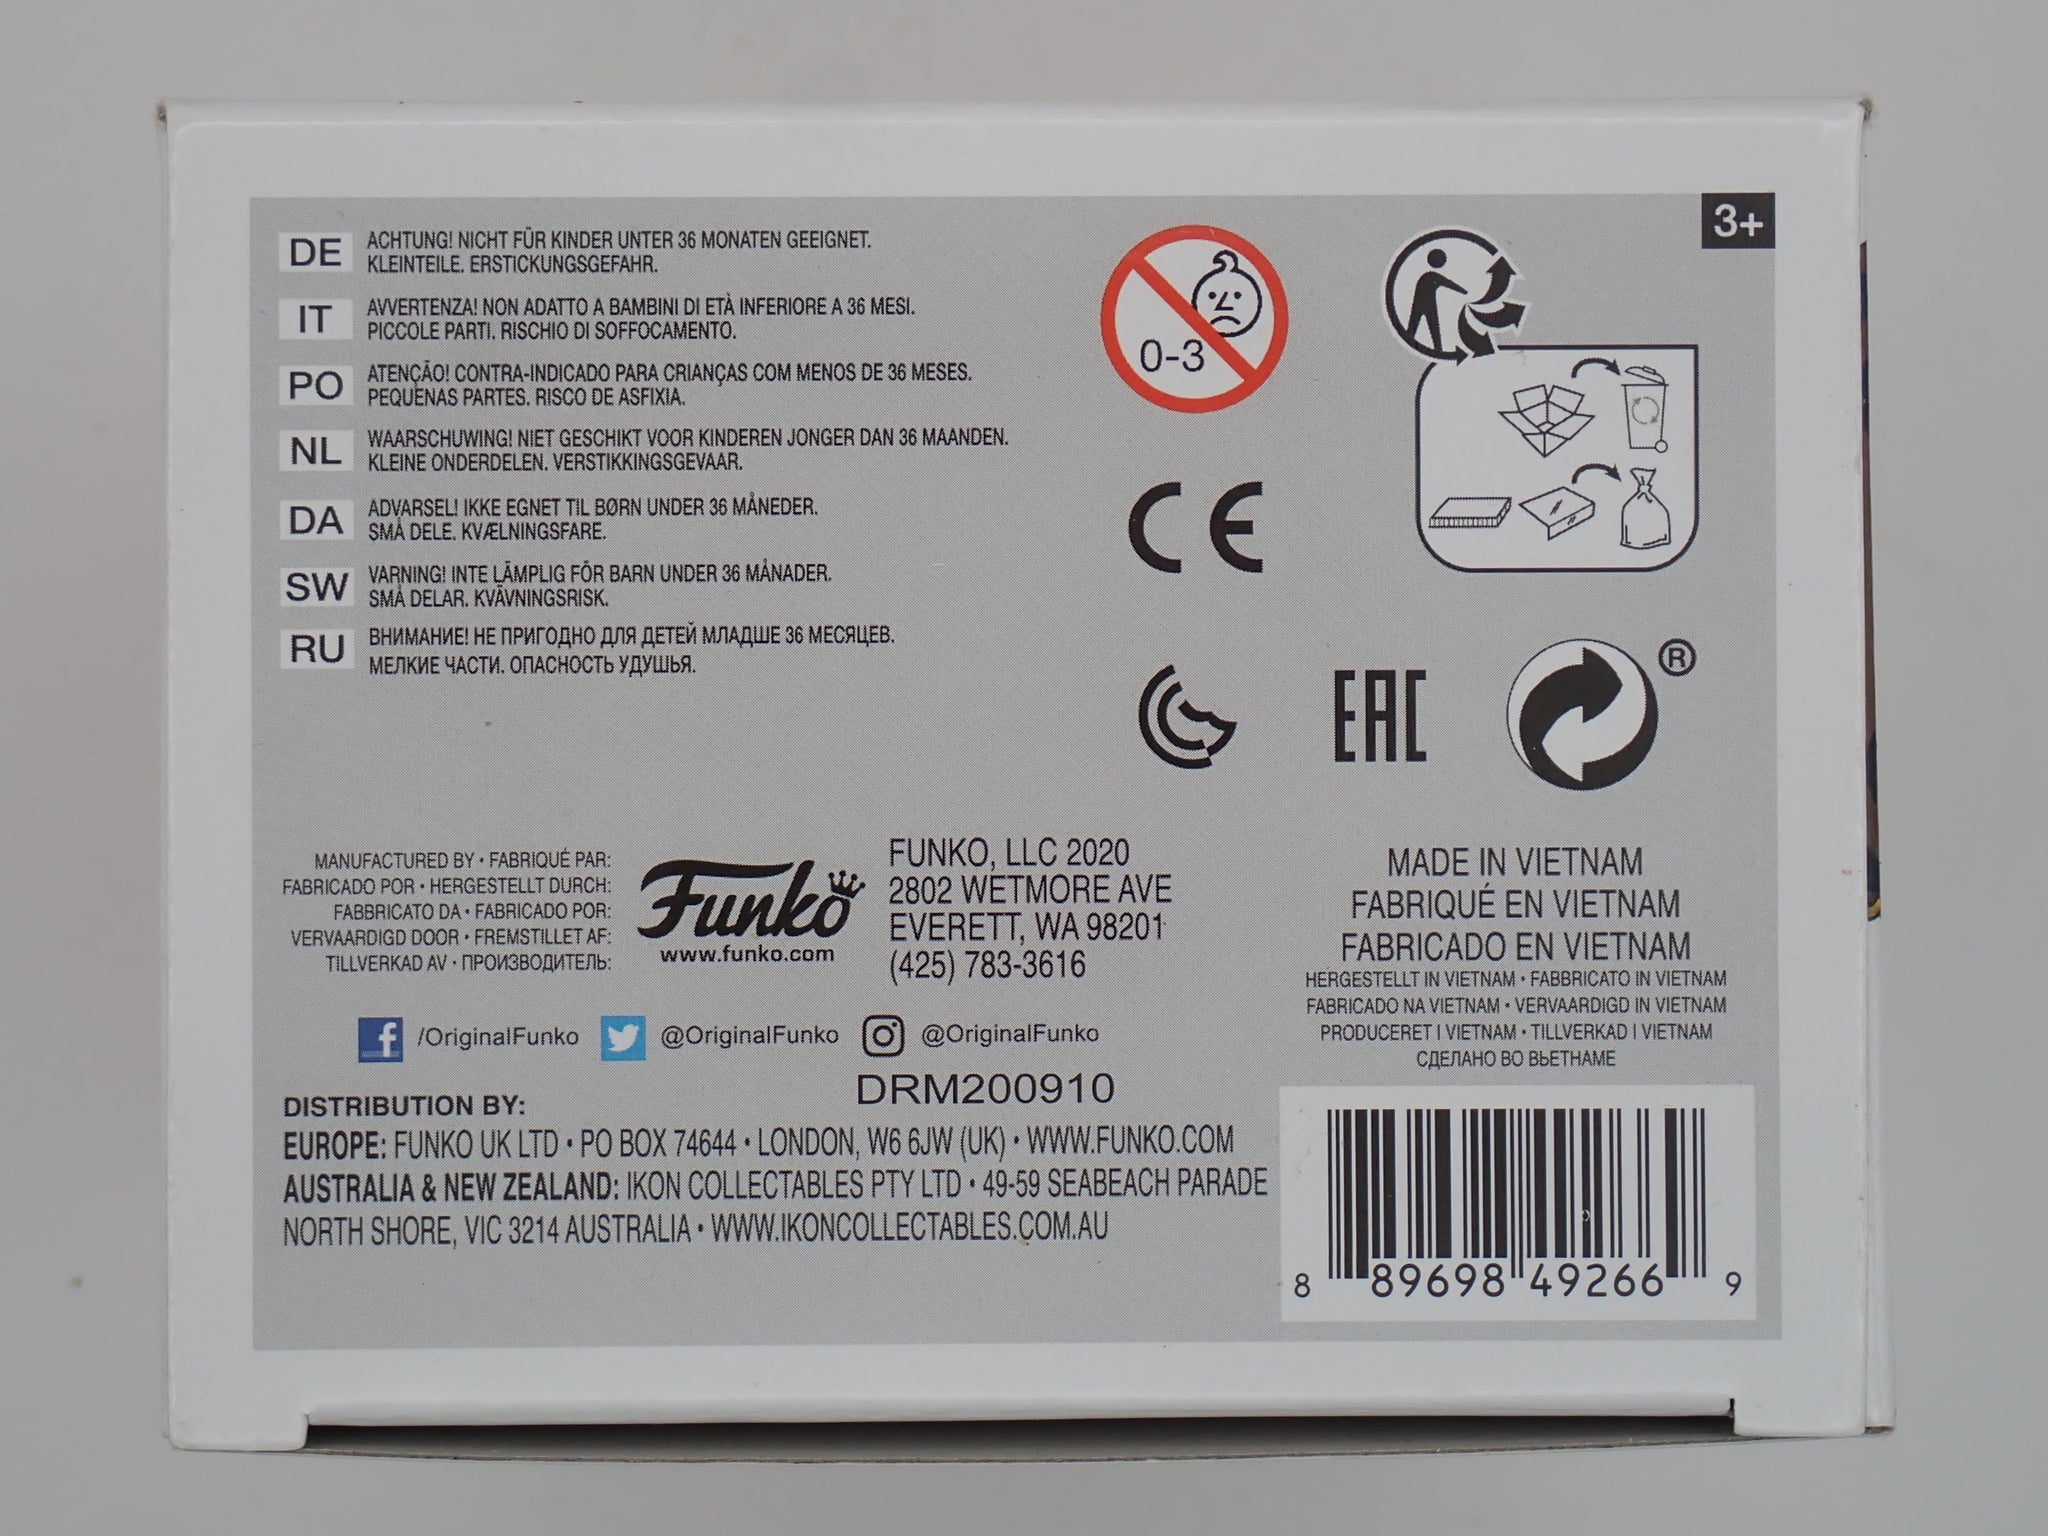 3+
DE
ACHTUNG! NICHT FÜR KINDER UNTER 36 MONATEN GEEIGNET.
KLEINTEILE. ERSTICKUNGSGEFAHR.
IT
AVVERTENZA! NON ADATTO A BAMBINI DI ETÀ INFERIORE A 36 MESI.
PICCOLE PARTI. RISCHIO DI SOFFOCAMENTO.
PO
ATENÇÃO! CONTRA-INDICADO PARA CRIANÇAS COM MENOS DE 36 MESES.
PEQUENAS PARTES. RISCO DE ASFIXIA.
NL
WAARSCHUWING! NIET GESCHIKT VOOR KINDEREN JONGER DAN 36 MAANDEN.
KLEINE ONDERDELEN. VERSTIKKINGSGEVAAR.
DA
ADVARSEL! IKKE EGNET TIL BØRN UNDER 36 MÅNEDER.
SMÅ DELE. KVÆLNINGSFARE.
SW
VARNING! INTE LÄMPLIG FÖR BARN UNDER 36 MÅNADER.
SMÅ DELAR. KVÄVNINGSRISK.
RU
ВНИМАНИЕ! НЕ ПРИГОДНО ДЛЯ ДЕТЕЙ МЛАДШЕ 36 МЕСЯЦЕВ.
МЕЛКИЕ ЧАСТИ. ОПАСНОСТЬ УДУШЬЯ.
0-3
CE
EAC
®
MANUFACTURED BY • FABRIQUÉ PAR:
FABRICADO POR • HERGESTELLT DURCH:
FABBRICATO DA • FABRICADO POR:
VERVAARDIGD DOOR • FREMSTILLET AF:
TILLVERKAD AV • ПРОИЗВОДИТЕЛЬ:
Funko
www.funko.com
FUNKO, LLC 2020
2802 WETMORE AVE
EVERETT, WA 98201
(425) 783-3616
MADE IN VIETNAM
FABRIQUÉ EN VIETNAM
FABRICADO EN VIETNAM
HERGESTELLT IN VIETNAM • FABBRICATO IN VIETNAM
FABRICADO NA VIETNAM • VERVAARDIGD IN VIETNAM
PRODUCERET I VIETNAM • TILLVERKAD I VIETNAM
СДЕЛАНО ВО ВЬЕТНАМЕ
f /OriginalFunko @OriginalFunko @OriginalFunko
DRM200910
DISTRIBUTION BY:
EUROPE: FUNKO UK LTD • PO BOX 74644 • LONDON, W6 6JW (UK) • WWW.FUNKO.COM
AUSTRALIA & NEW ZEALAND: IKON COLLECTABLES PTY LTD • 49-59 SEABEACH PARADE
NORTH SHORE, VIC 3214 AUSTRALIA • WWW.IKONCOLLECTABLES.COM.AU
8 89698 49266 9